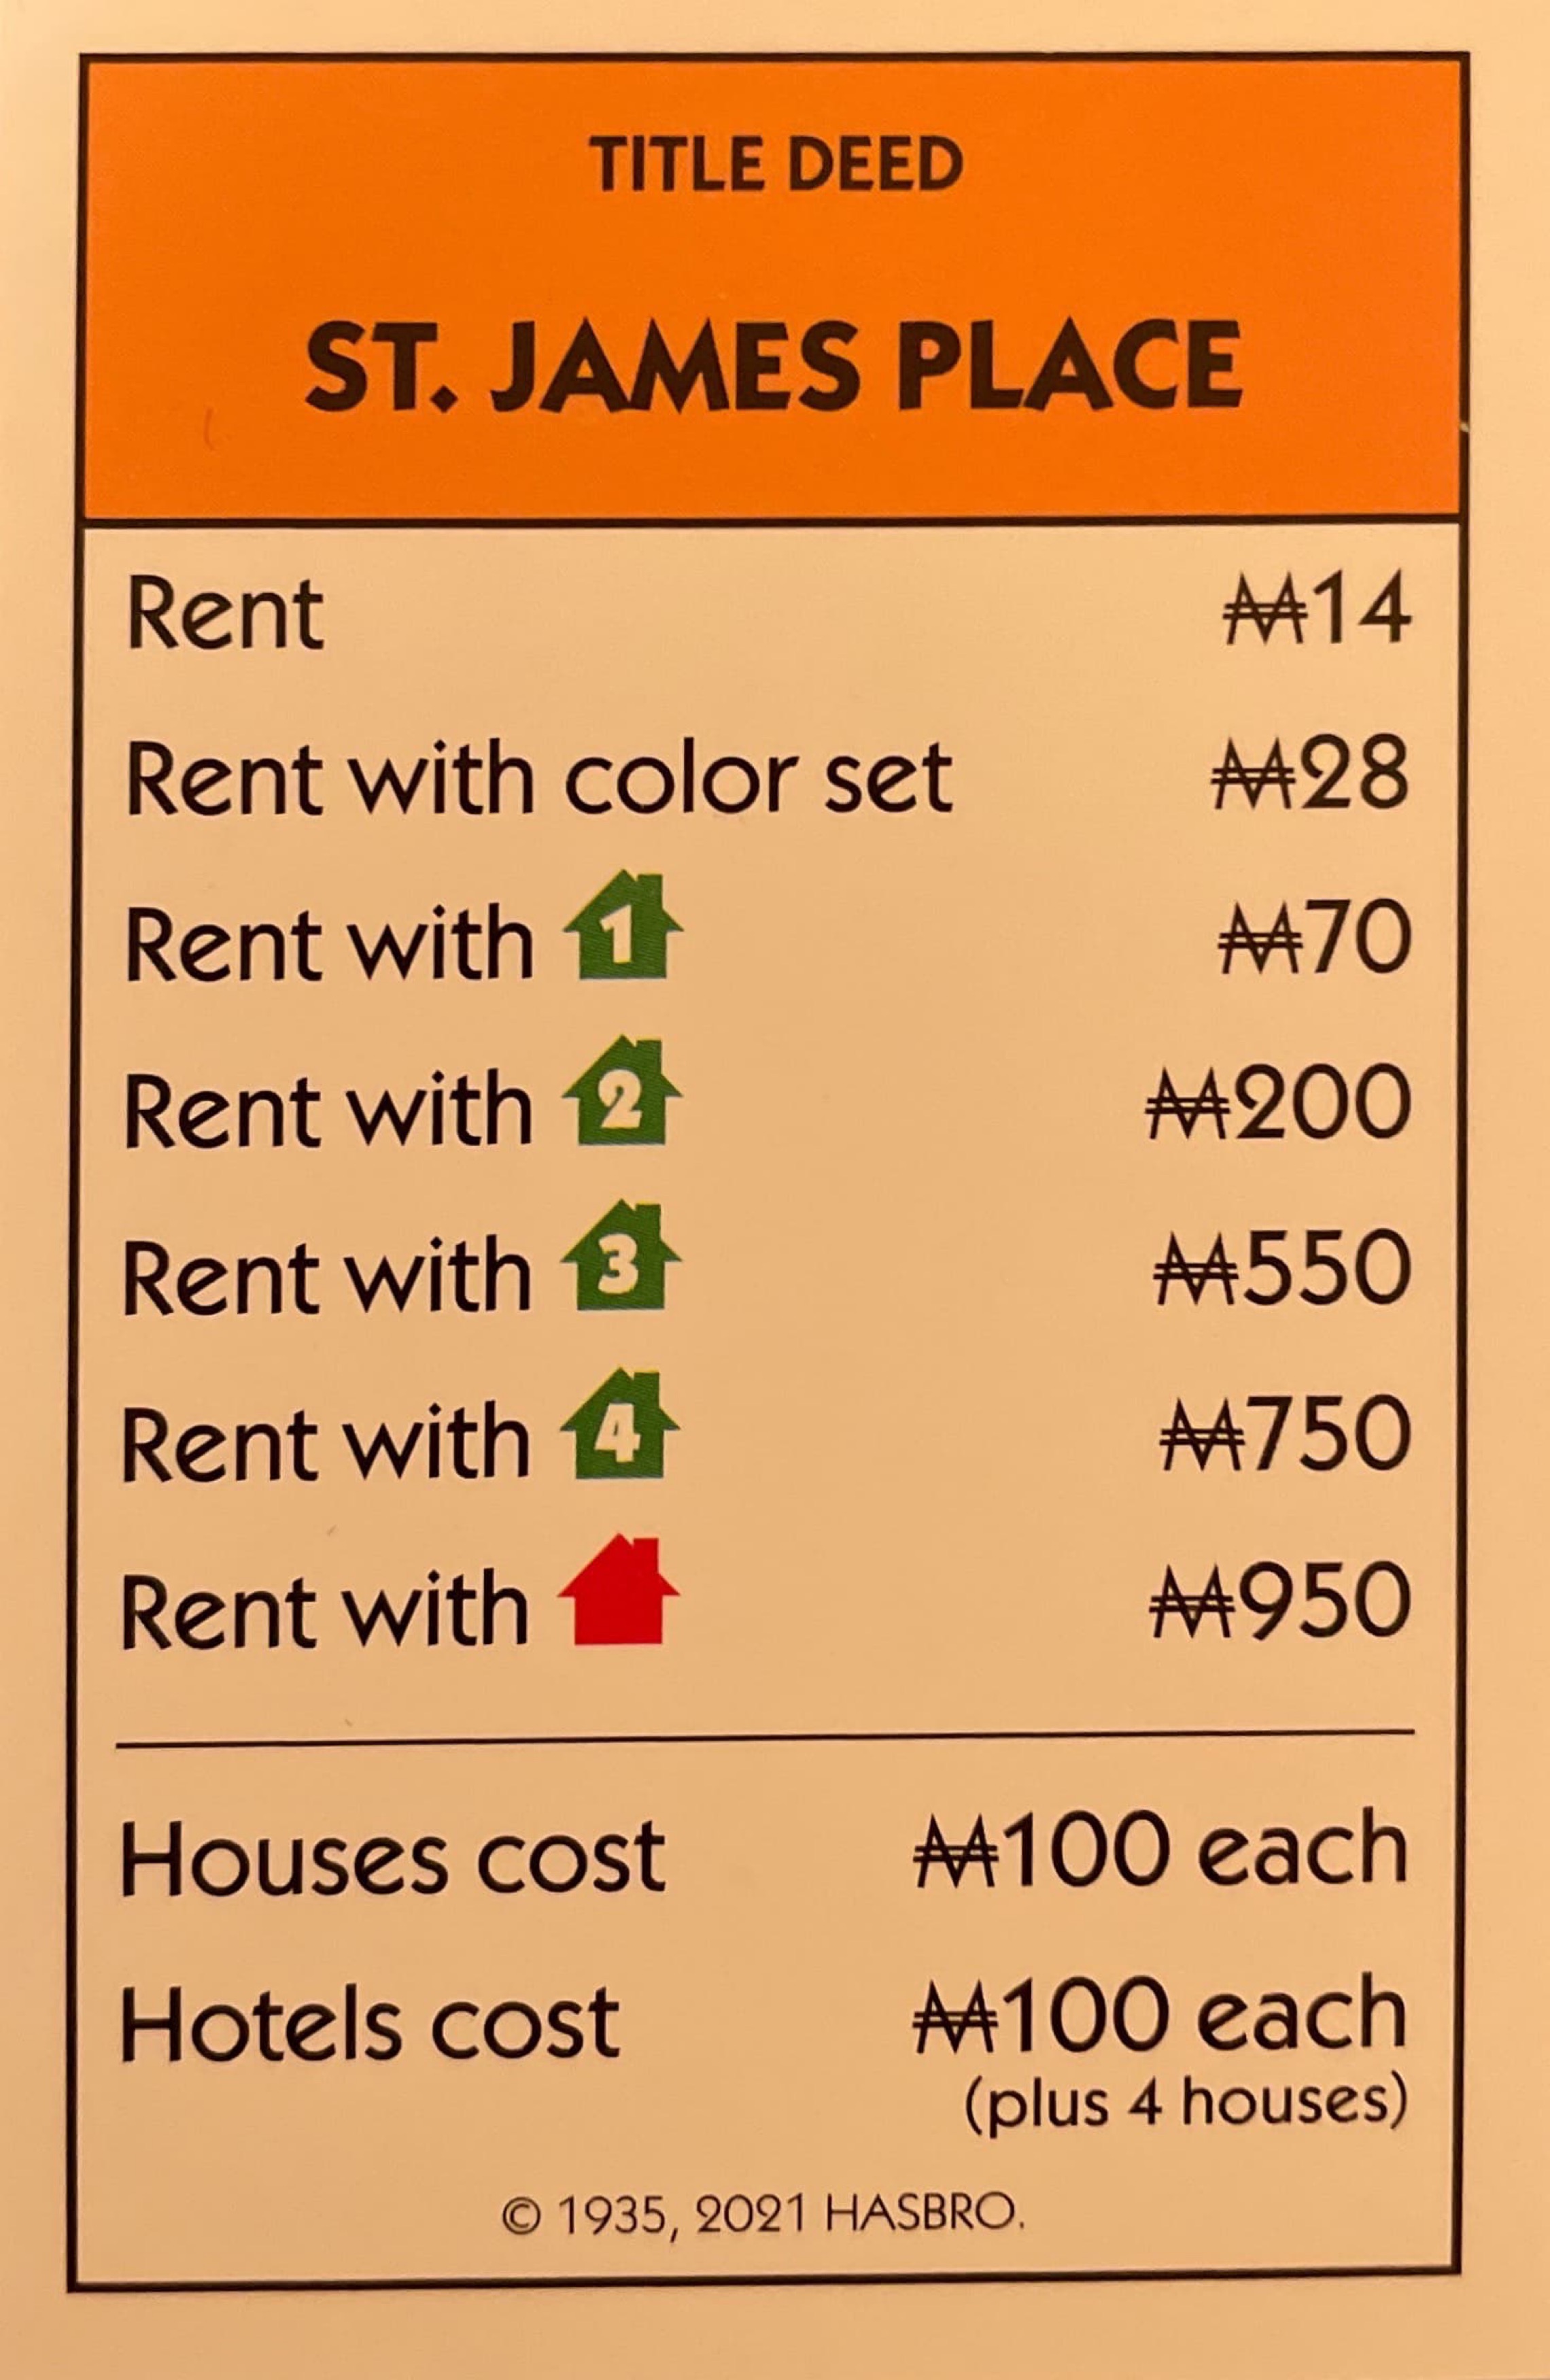 TITLE DEED
ST. JAMES PLACE
Rent ₩14
Rent with color set ₩28
Rent with 1 ₩70
Rent with 2 ₩200
Rent with 3 ₩550
Rent with 4 ₩750
Rent with ₩950
Houses cost ₩100 each
Hotels cost ₩100 each
(plus 4 houses)
© 1935, 2021 HASBRO.